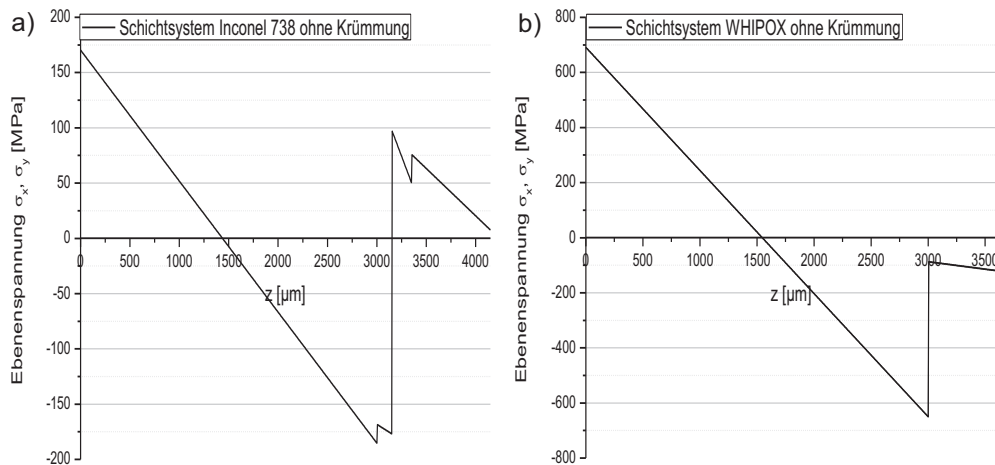 a)
Schichtsystem Inconel 738 ohne Krümmung
200
150
100
50
0
-50
-100
-150
-200
0 500 1000 1500 2000 2500 3000 3500 4000
z [µm]
Ebenenspannung σx, σy [MPa]
b)
Schichtsystem WHIPOX ohne Krümmung
800
600
400
200
0
-200
-400
-600
-800
0 500 1000 1500 2000 2500 3000 3500
z [µm]
Ebenenspannung σx, σy [MPa]